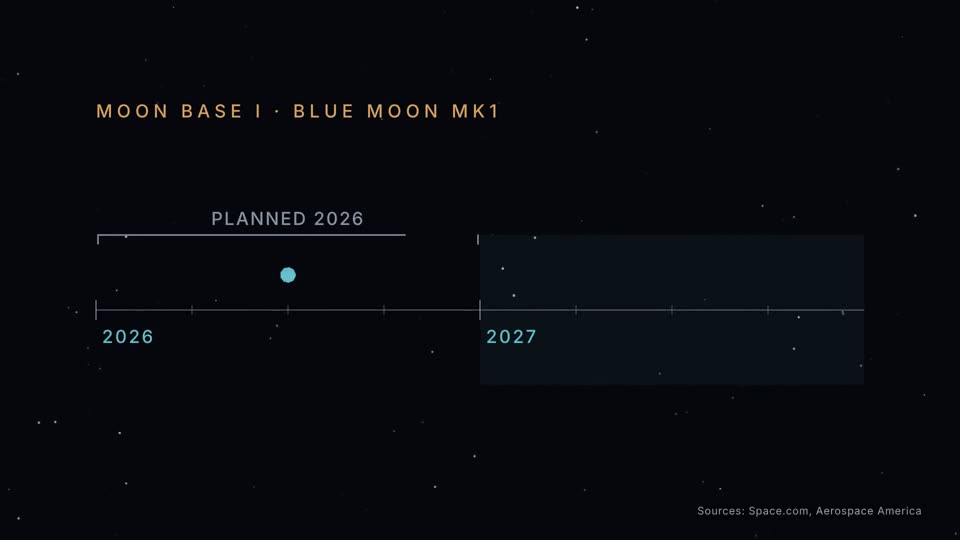 MOON BASE I · BLUE MOON MK1
PLANNED 2026
2026
2027
Sources: Space.com, Aerospace America